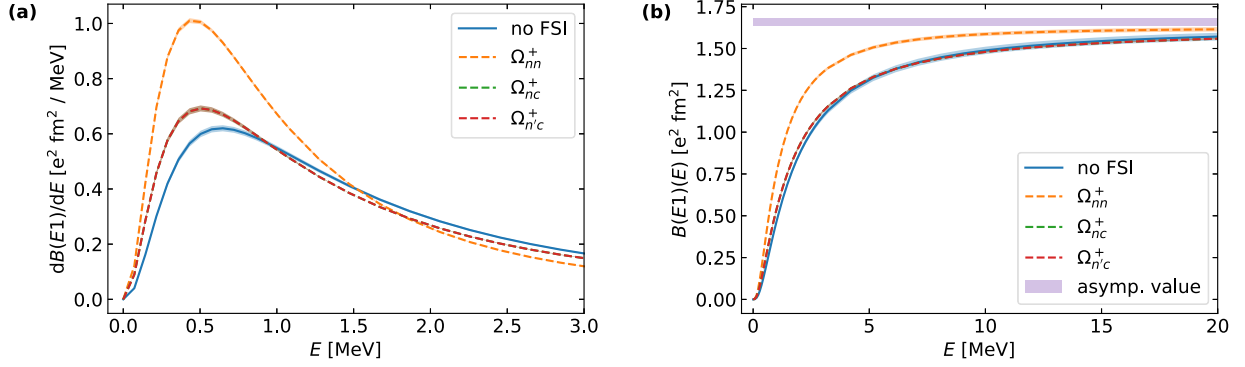 (a)
dB(E1)/dE [e² fm² / MeV]
1.0
0.8
0.6
0.4
0.2
0.0
0.0 0.5 1.0 1.5 2.0 2.5 3.0
E [MeV]
no FSI
Ω⁺ₙₙ
Ω⁺ₙc
Ω⁺ₙ′c
(b)
B(E1)(E) [e² fm²]
1.75
1.50
1.25
1.00
0.75
0.50
0.25
0.00
0 5 10 15 20
E [MeV]
no FSI
Ω⁺ₙₙ
Ω⁺ₙc
Ω⁺ₙ′c
asymp. value